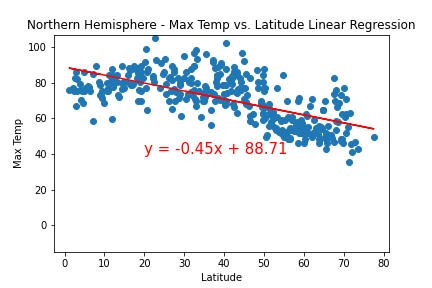 Northern Hemisphere - Max Temp vs. Latitude Linear Regression
100
80
60
40
20
0
Max Temp
y = -0.45x + 88.71
0 10 20 30 40 50 60 70 80
Latitude